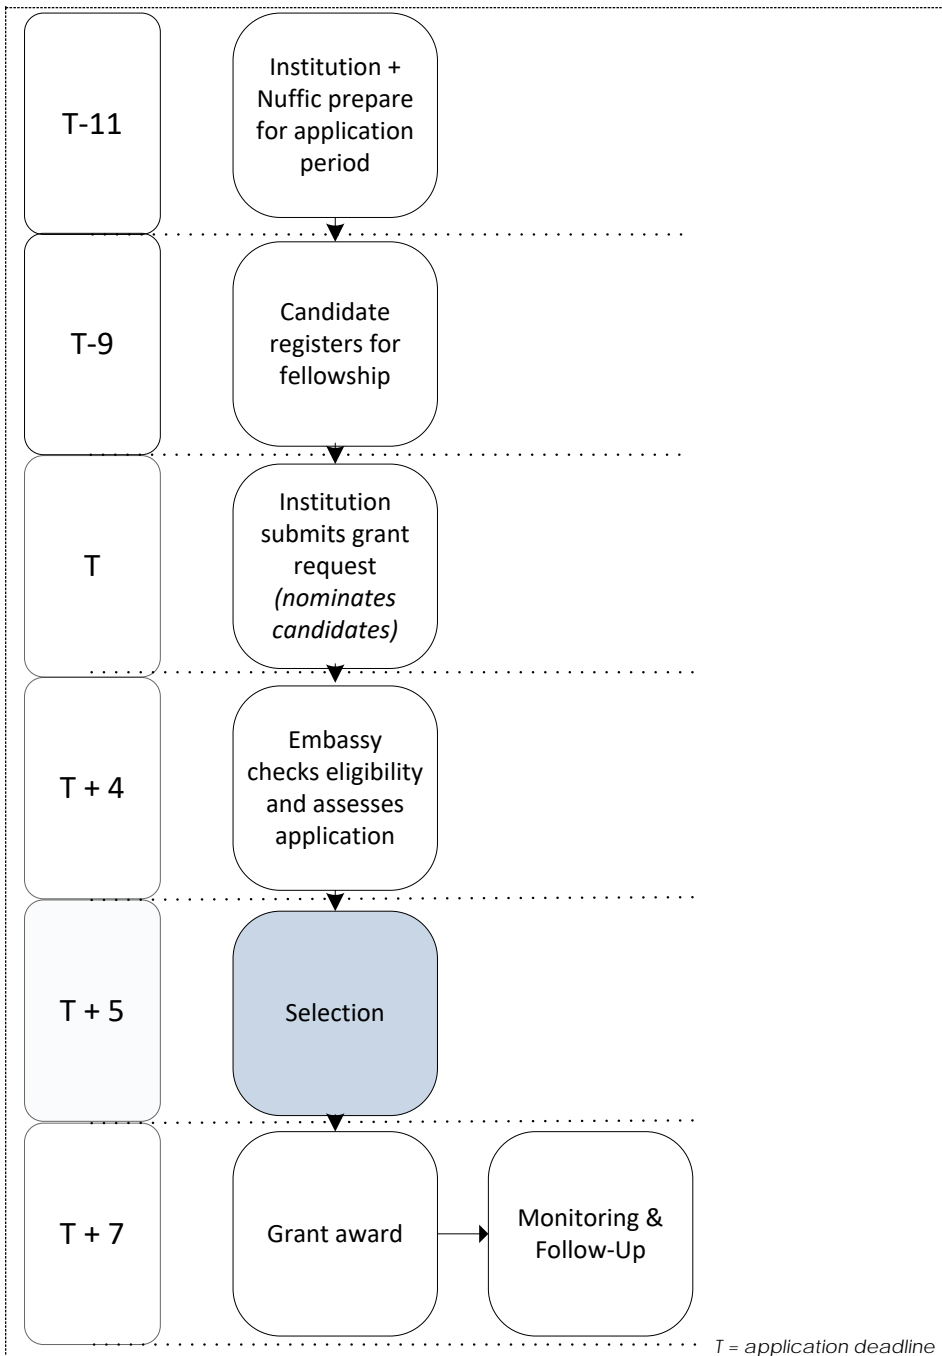 T-11
Institution +
Nuffic prepare
for application
period
T-9
Candidate
registers for
fellowship
T
Institution
submits grant
request
(nominates
candidates)
T + 4
Embassy
checks eligibility
and assesses
application
T + 5
Selection
T + 7
Grant award
Monitoring &
Follow-Up
T = application deadline